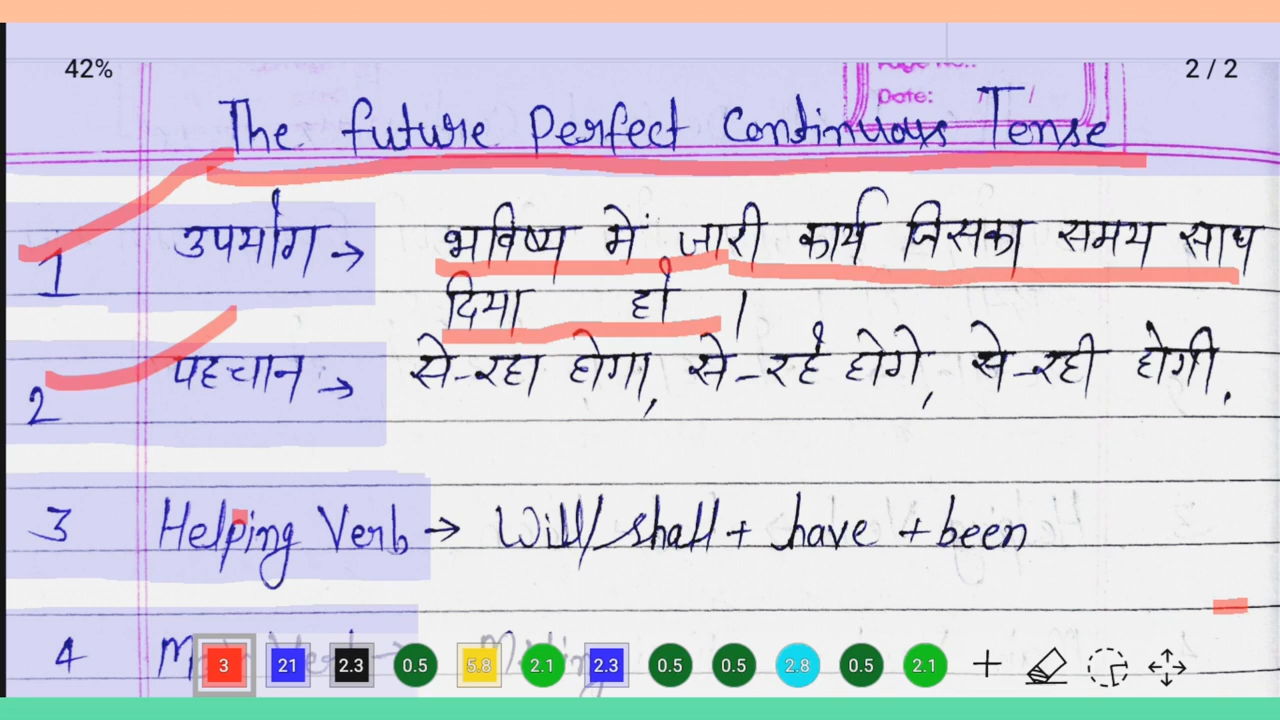 42%
2 / 2
Page No.:
Date: / /
The future Perfect Continuous Tense
1 उपयोग → भविष्य में जारी कार्य जिसका समय साथ
दिया हो ।
2 पहचान :→ से-रहा होगा, से-रहे होगे, से-रही होगी.
3 Helping Verb → Will/shall + have + been
4
3 21 2.3 0.5 5.8 2.1 2.3 0.5 0.5 2.8 0.5 2.1